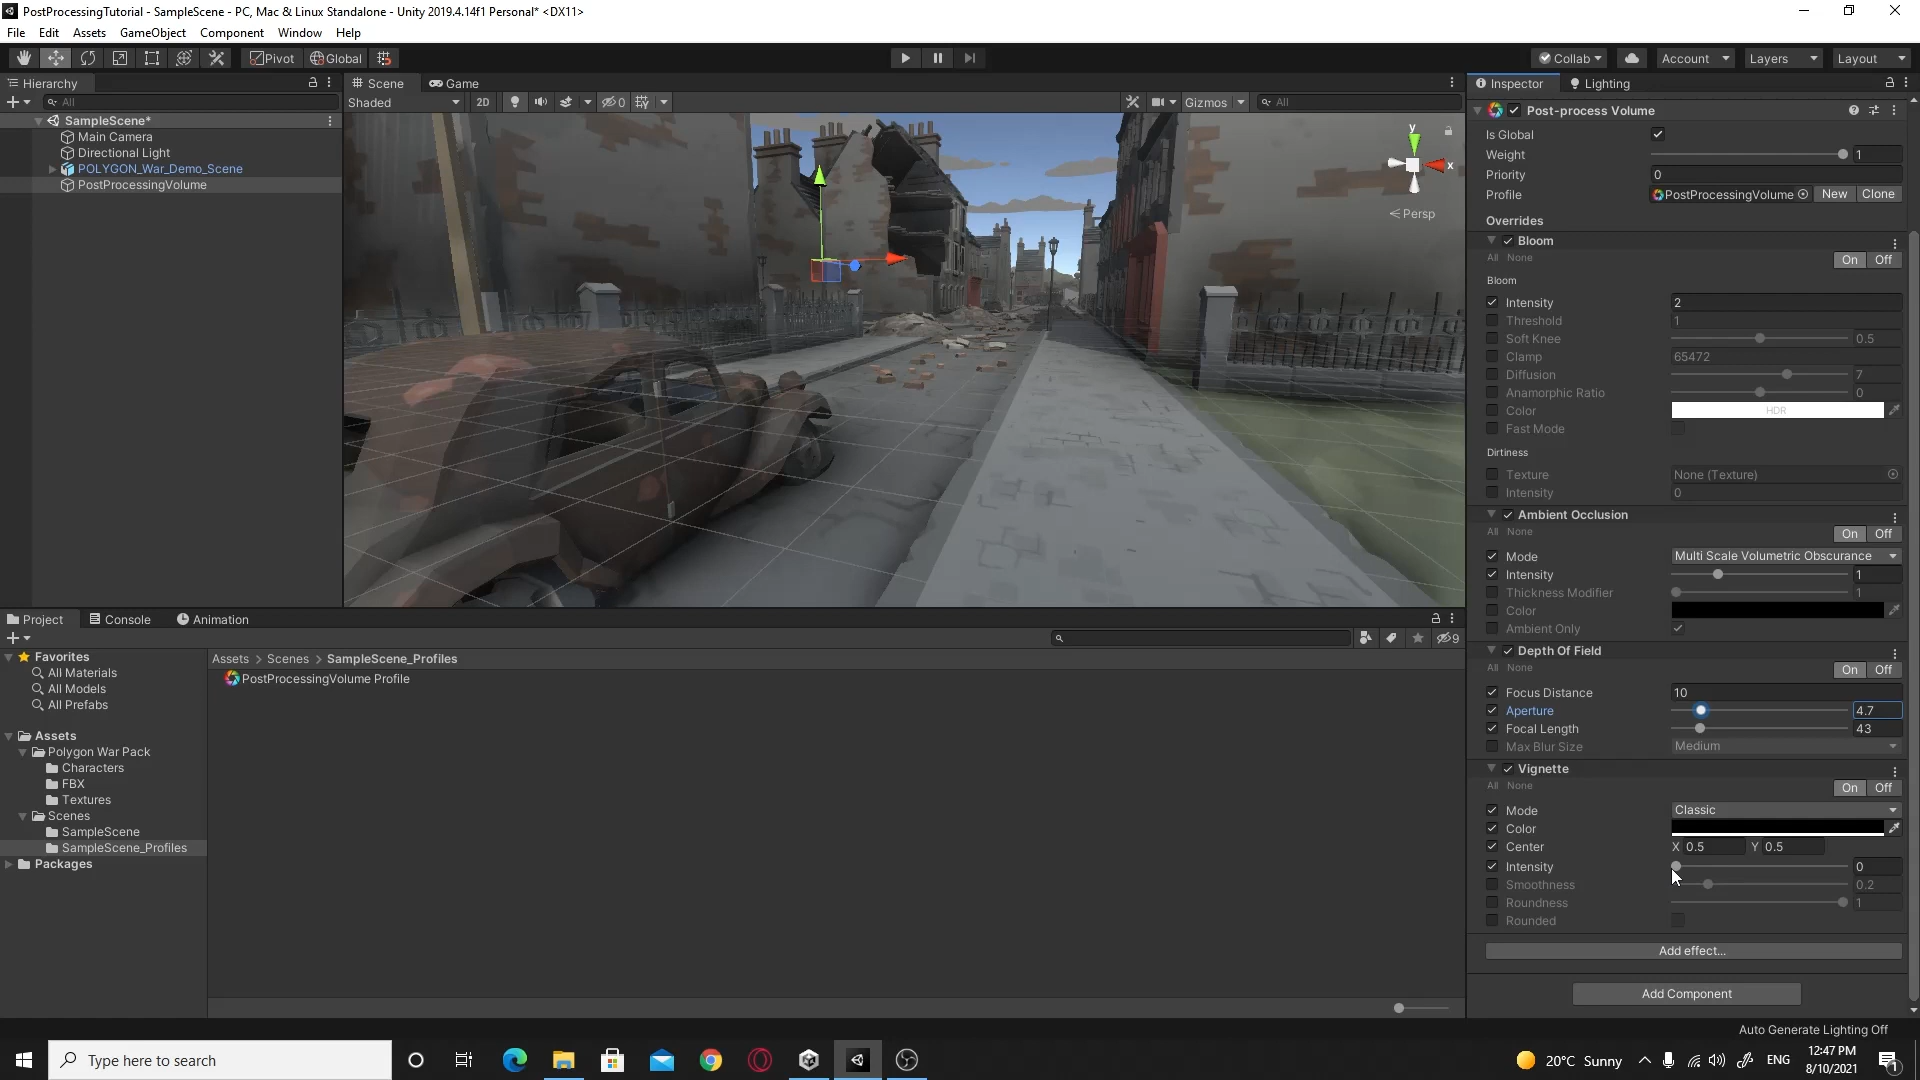 PostProcessingTutorial - SampleScene - PC, Mac & Linux Standalone - Unity 2019.4.14f1 Personal* <DX11>
File Edit Assets GameObject Component Window Help
Pivot Global Collab Account Layers Layout
Hierarchy Scene Game Inspector Lighting
All Shaded 2D 0 Gizmos All
SampleScene*
Main Camera
Directional Light
POLYGON_War_Demo_Scene
PostProcessingVolume
y
x
Persp
Post-process Volume
Is Global
Weight 1
Priority 0
Profile PostProcessingVolume New Clone
Overrides
Bloom
All None On Off
Bloom
Intensity 2
Threshold 1
Soft Knee 0.5
Clamp 65472
Diffusion 7
Anamorphic Ratio 0
Color HDR
Fast Mode
Dirtiness
Texture None (Texture)
Intensity 0
Ambient Occlusion
All None On Off
Mode Multi Scale Volumetric Obscurance
Intensity 1
Thickness Modifier 1
Color
Ambient Only
Depth Of Field
All None On Off
Focus Distance 10
Aperture 4.7
Focal Length 43
Max Blur Size Medium
Vignette
All None On Off
Mode Classic
Color
Center X 0.5 Y 0.5
Intensity 0
Smoothness 0.2
Roundness 1
Rounded
Add effect...
Add Component
Project Console Animation
9
Favorites
All Materials
All Models
All Prefabs
Assets
Polygon War Pack
Characters
FBX
Textures
Scenes
SampleScene
SampleScene_Profiles
Packages
Assets > Scenes > SampleScene_Profiles
PostProcessingVolume Profile
Auto Generate Lighting Off
Type here to search
20°C Sunny ENG 12:47 PM
8/10/2021
1